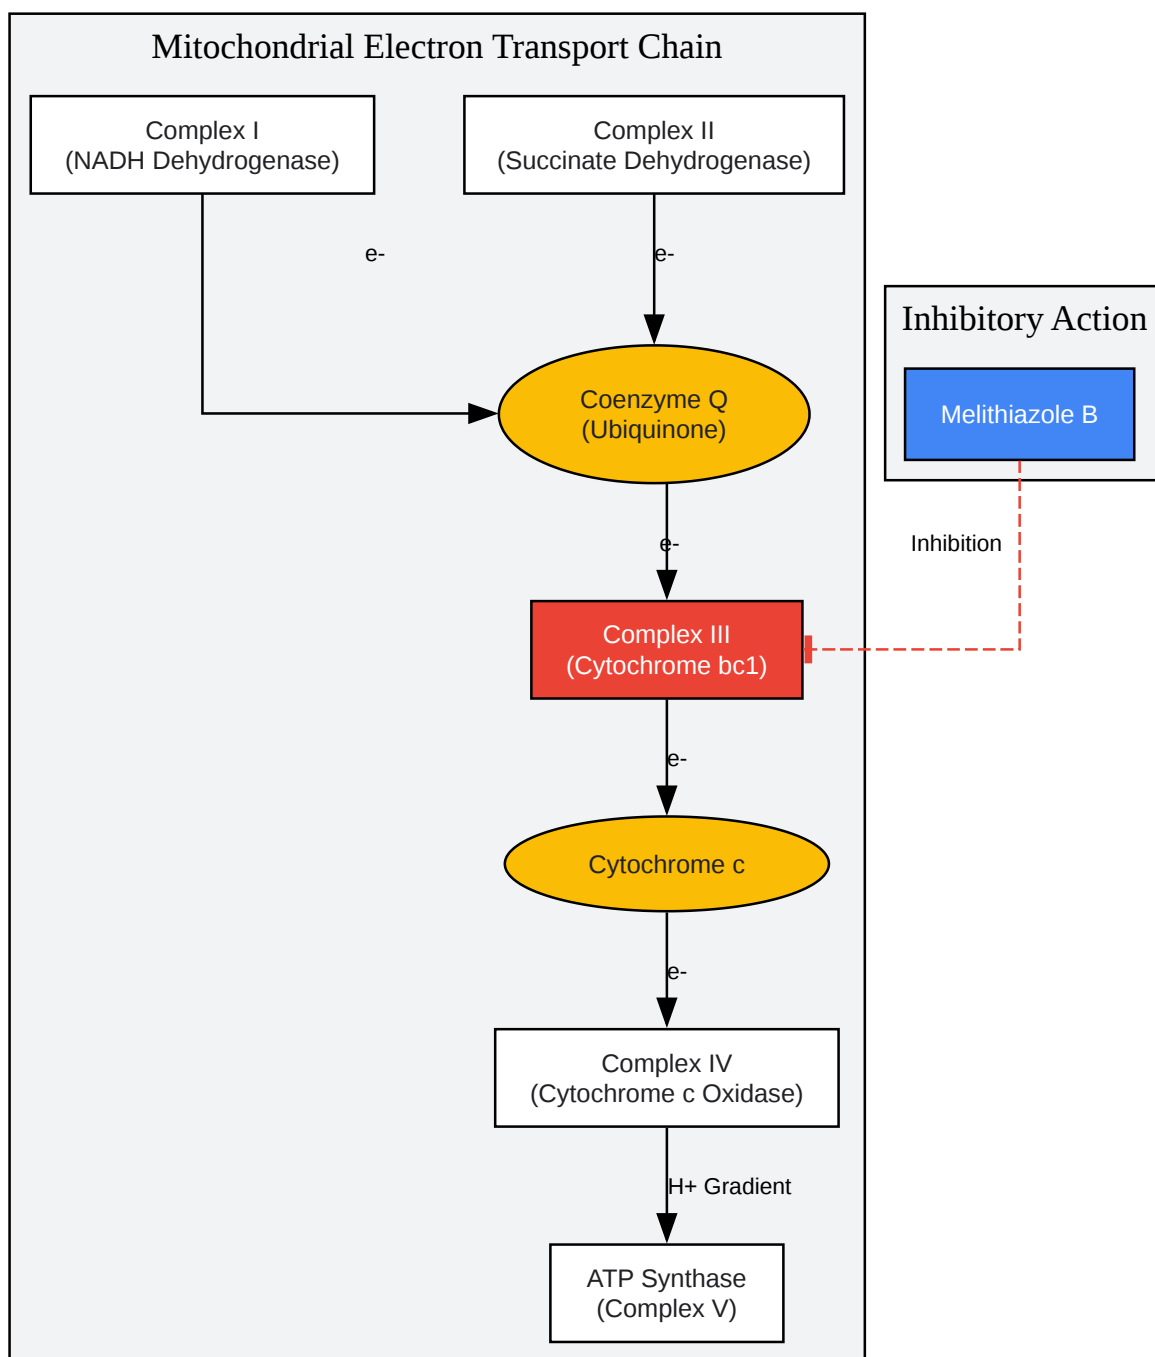 Mitochondrial Electron Transport Chain
Complex I
(NADH Dehydrogenase)
Complex II
(Succinate Dehydrogenase)
e-
e-
Inhibitory Action
Coenzyme Q
(Ubiquinone)
Melithiazole B
e-
Inhibition
Complex III
(Cytochrome bc1)
e-
Cytochrome c
e-
Complex IV
(Cytochrome c Oxidase)
H+ Gradient
ATP Synthase
(Complex V)